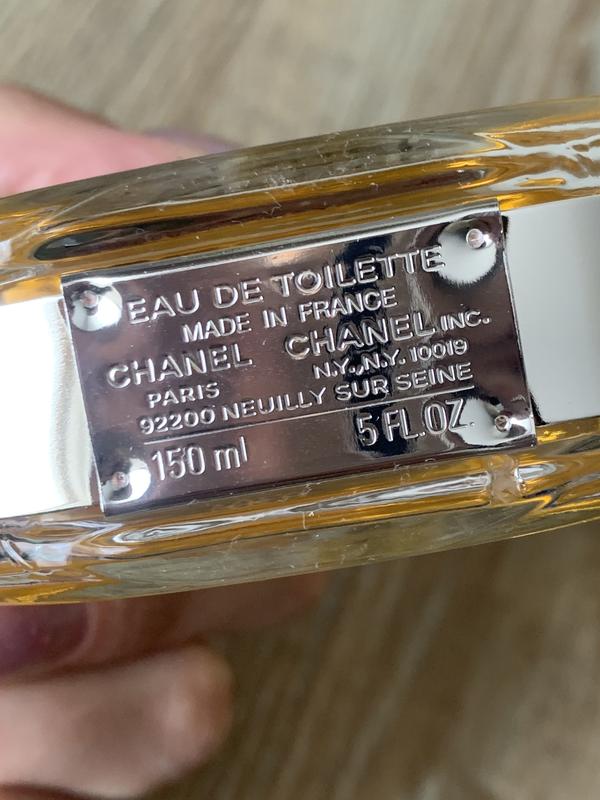 EAU DE TOILETTE
MADE IN FRANCE
CHANEL CHANEL INC.
PARIS N.Y., N.Y. 10019
92200 NEUILLY SUR SEINE
150 ml 5 FL.OZ.